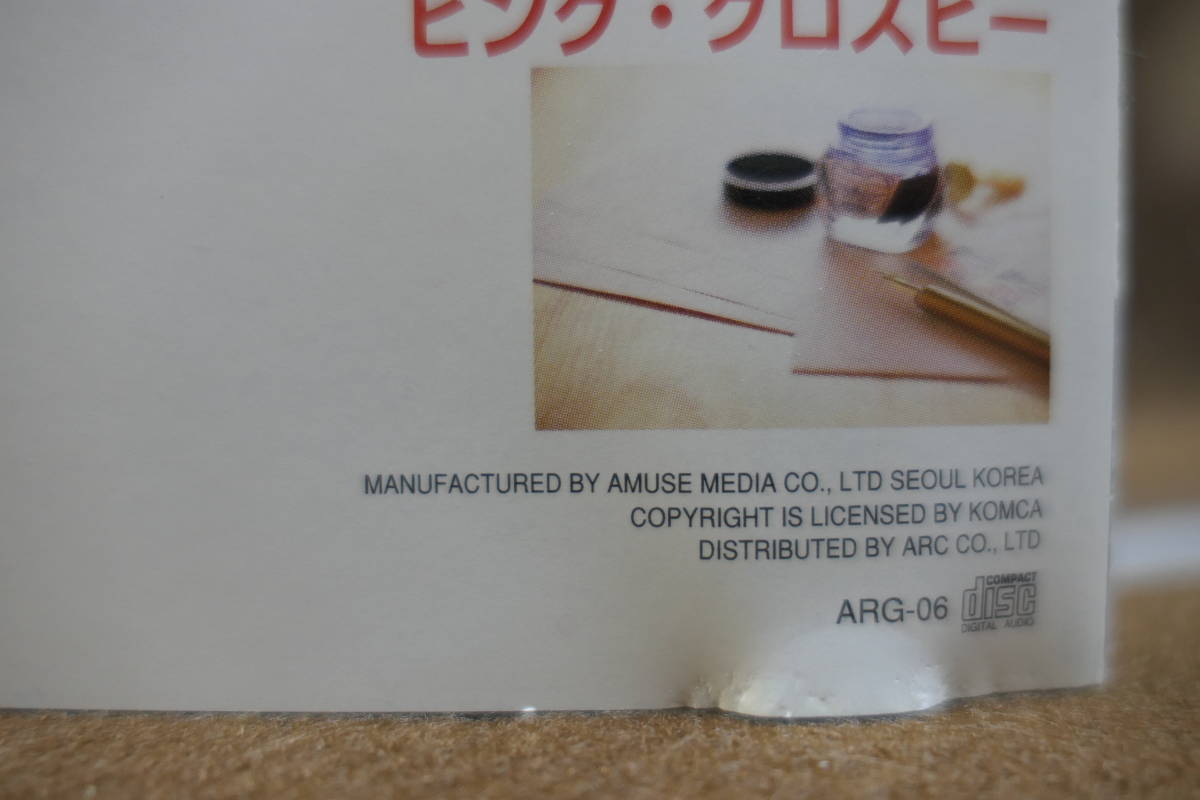 ビング・クロスビー
MANUFACTURED BY AMUSE MEDIA CO., LTD SEOUL KOREA
COPYRIGHT IS LICENSED BY KOMCA
DISTRIBUTED BY ARC CO., LTD
ARG-06
COMPACT
disc
DIGITAL AUDIO